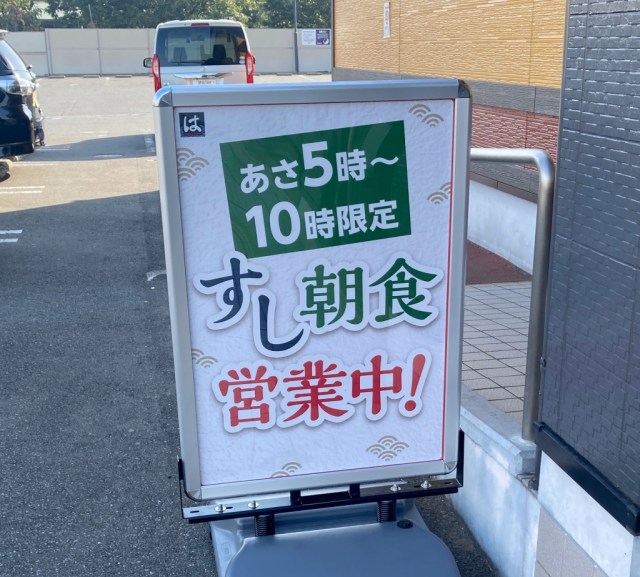 は
あさ5時～
10時限定
すし朝食
営業中!